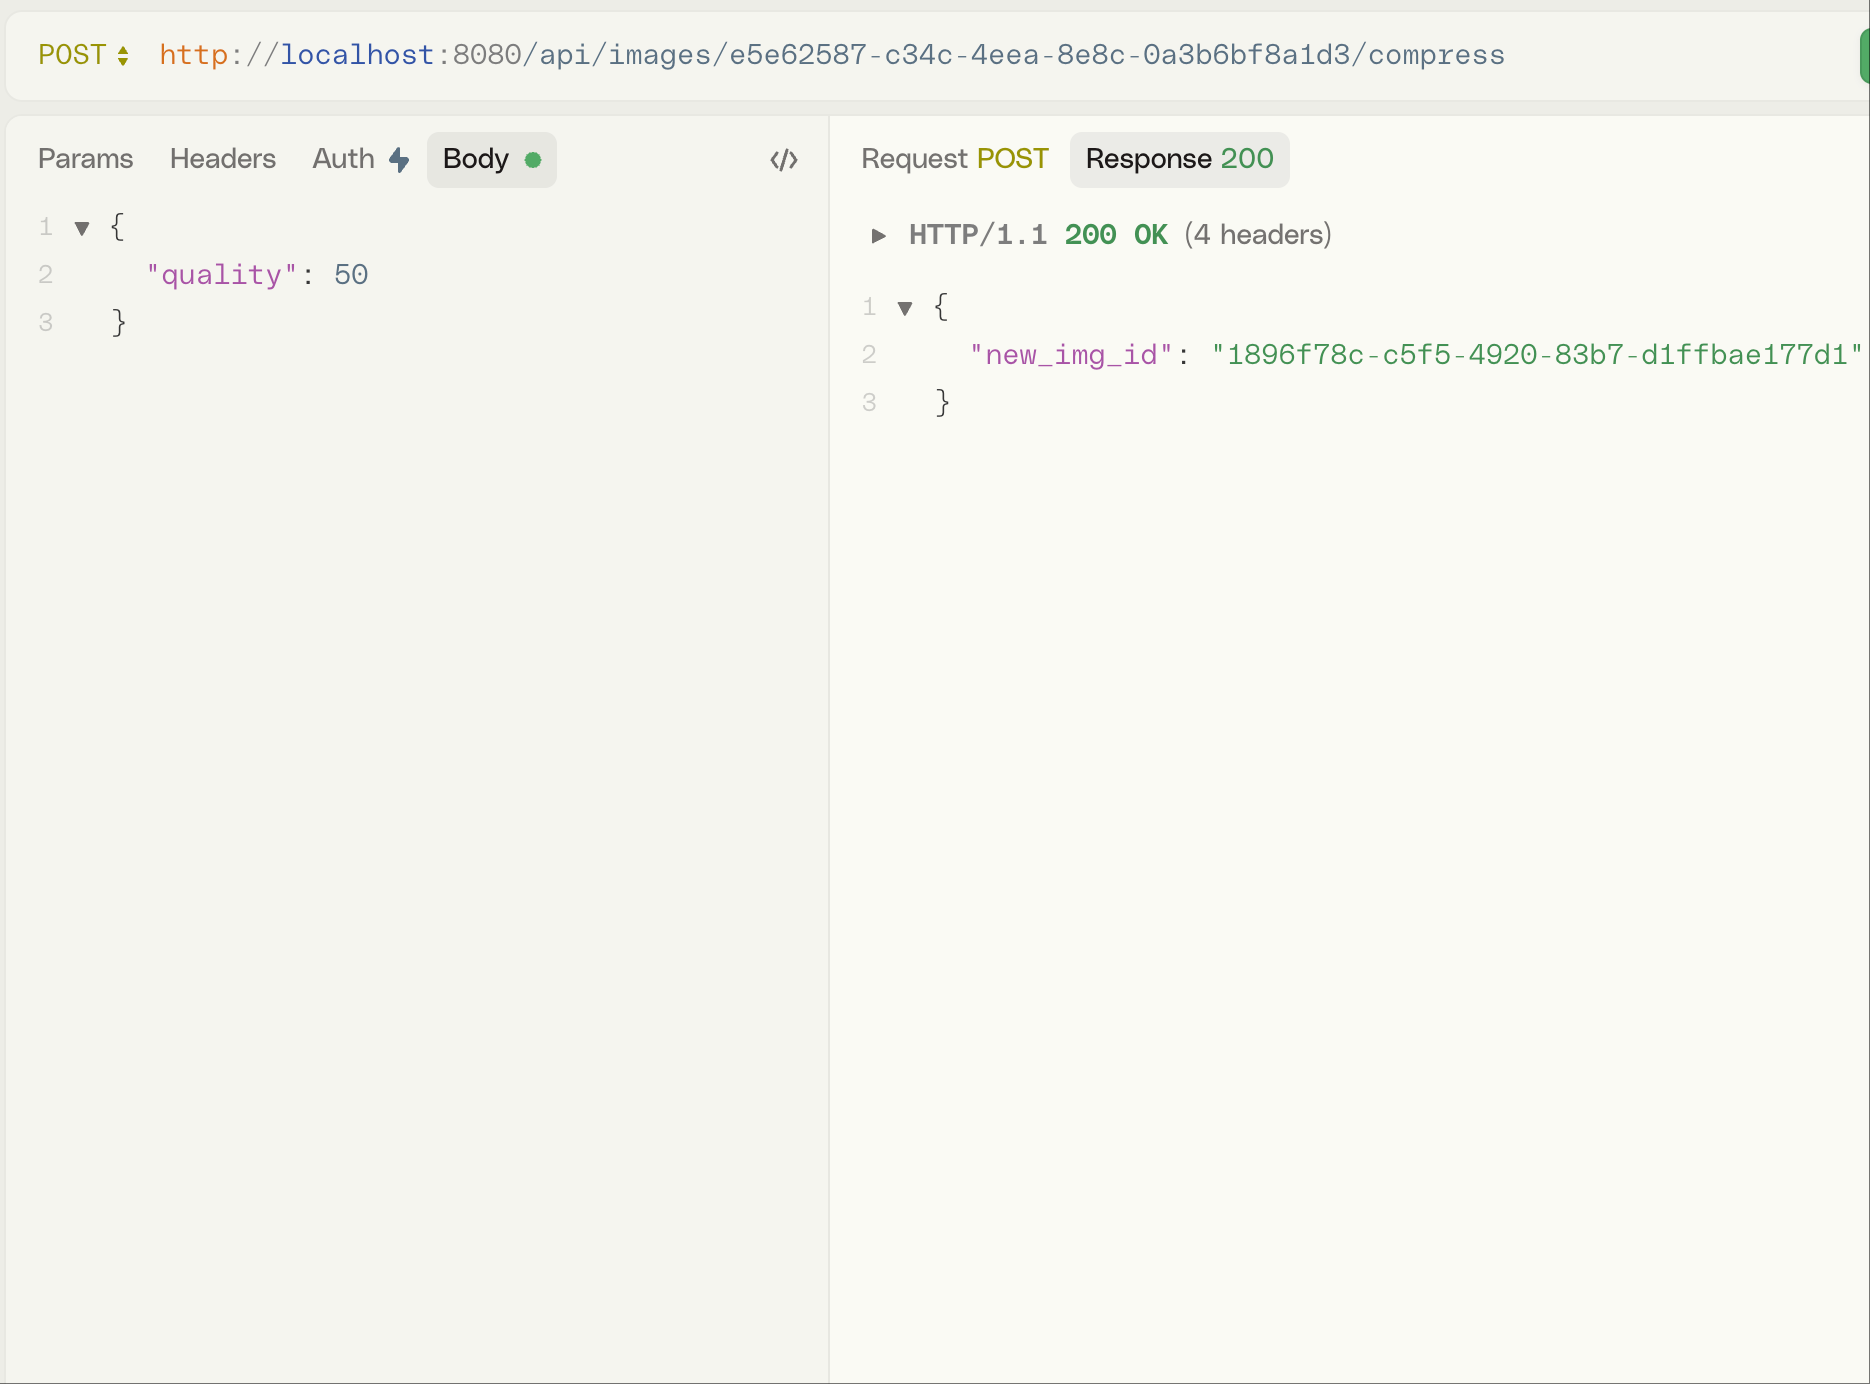 POST http://localhost:8080/api/images/e5e62587-c34c-4eea-8e8c-0a3b6bf8a1d3/compress
Params Headers Auth Body
1 {
2 "quality": 50
3 }
Request POST Response 200
HTTP/1.1 200 OK (4 headers)
1 {
2 "new_img_id": "1896f78c-c5f5-4920-83b7-d1ffbae177d1"
3 }